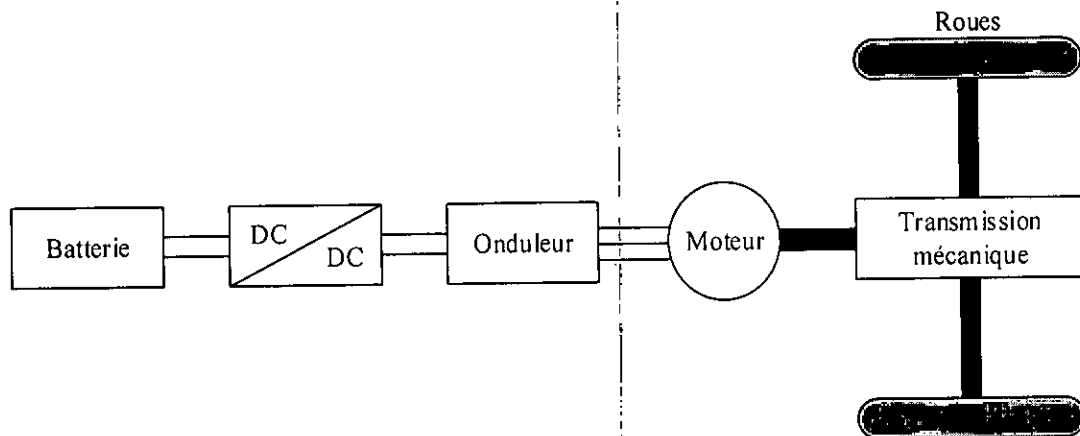 Roues
Batterie
DC
DC
Onduleur
Moteur
Transmission
mécanique